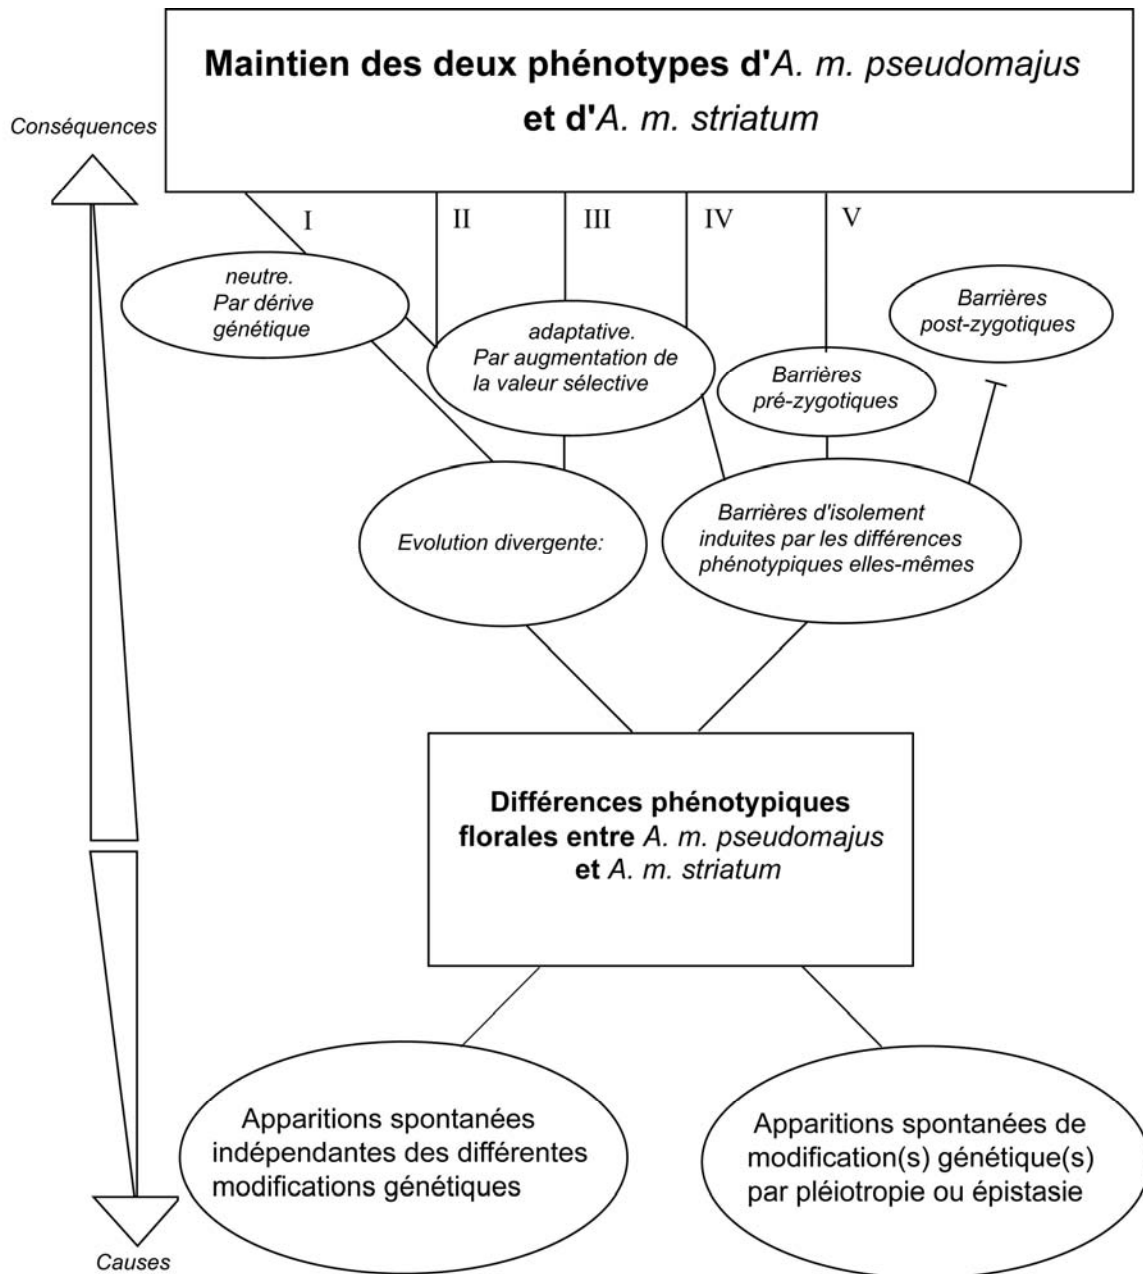 Maintien des deux phénotypes d'A. m. pseudomajus
et d'A. m. striatum
Conséquences
I
II
III
IV
V
neutre.
Par dérive
génétique
adaptative.
Par augmentation de
la valeur sélective
Barrières
pré-zygotiques
Barrières
post-zygotiques
Evolution divergente:
Barrières d'isolement
induites par les différences
phénotypiques elles-mêmes
Différences phénotypiques
florales entre A. m. pseudomajus
et A. m. striatum
Apparitions spontanées
indépendantes des différentes
modifications génétiques
Apparitions spontanées de
modification(s) génétique(s)
par pléiotropie ou épistasie
Causes